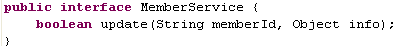 public interface MemberService {
    boolean update(String memberId, Object info);
}